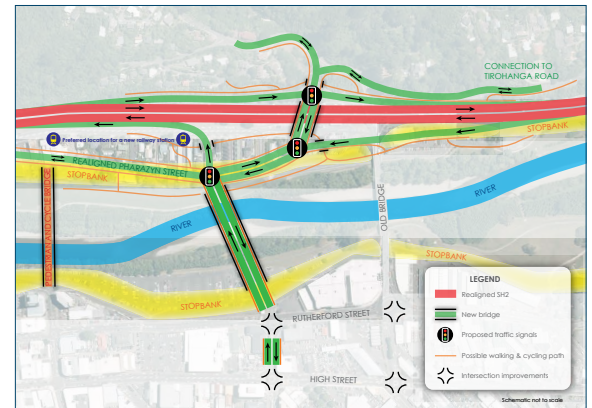 CONNECTION TO
TIROHANGA ROAD
STOPBANK
Preferred location for a new railway station
REALIGNED PHARAZYN STREET
STOPBANK
PEDESTRIAN AND CYCLE BRIDGE
RIVER
RIVER
OLD BRIDGE
STOPBANK
STOPBANK
RUTHERFORD STREET
HIGH STREET
LEGEND
Realigned SH2
New bridge
Proposed traffic signals
Possible walking & cycling path
Intersection improvements
Schematic not to scale